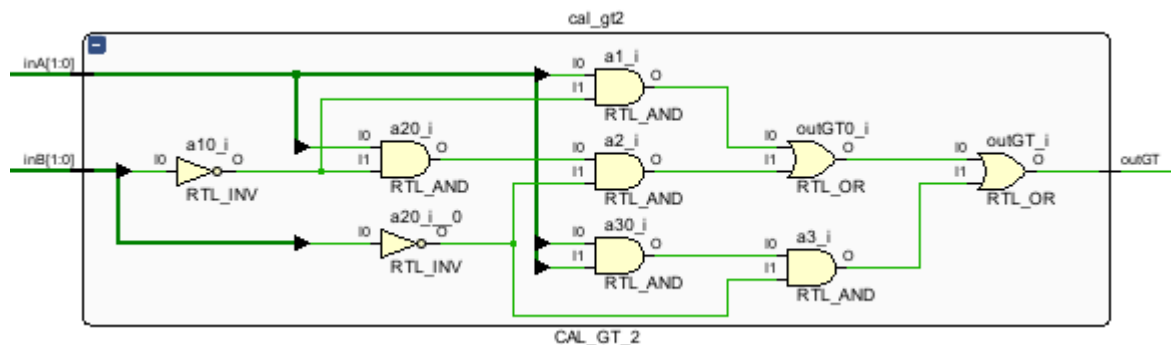 cal_gt2
inA[1:0]
a1_i
I0
O
I1
RTL_AND
a20_i
I0
O
I1
RTL_AND
a2_i
I0
O
I1
RTL_AND
outGT0_i
I0
O
I1
RTL_OR
outGT_i
I0
O
I1
RTL_OR
outGT
inB[1:0]
a10_i
I0
O
RTL_INV
a20_i__0
I0
O
RTL_INV
a30_i
I0
O
I1
RTL_AND
a3_i
I0
O
I1
RTL_AND
CAL_GT_2